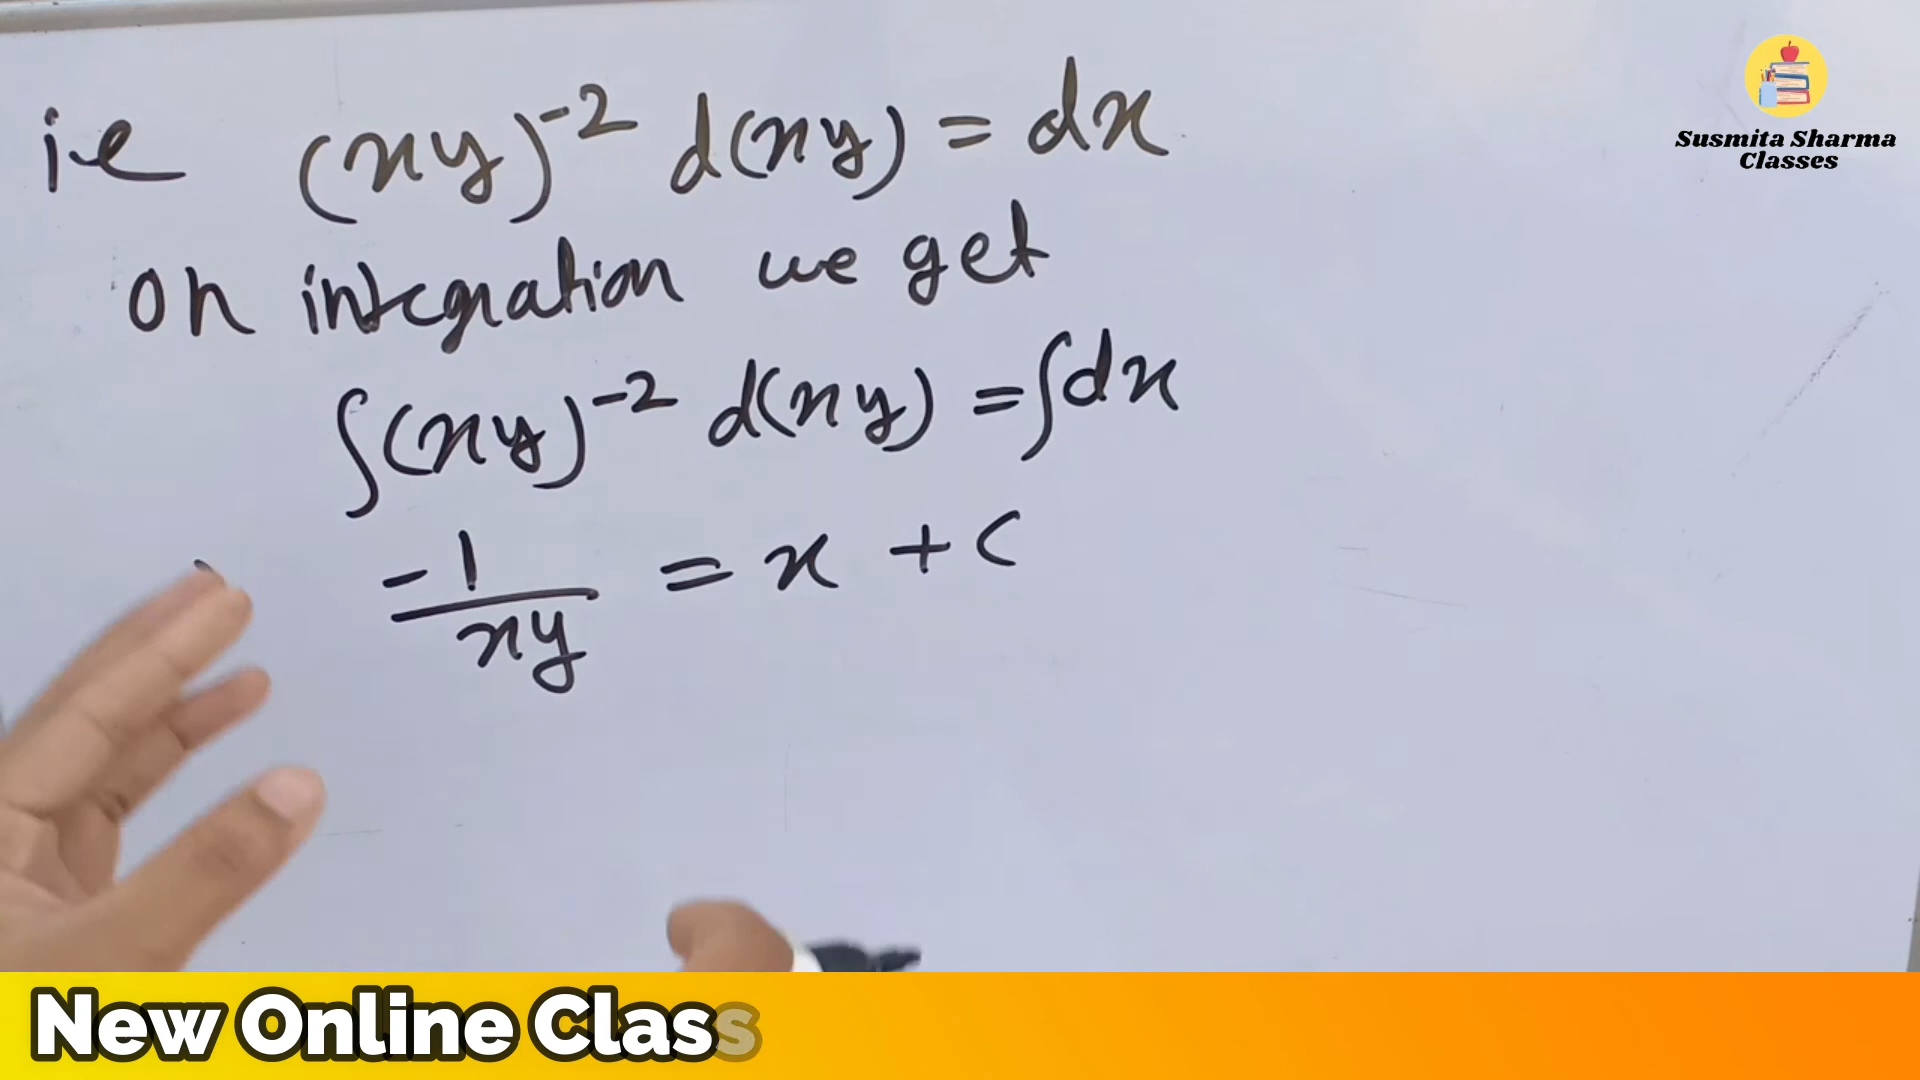 i.e (xy)^-2 d(xy) = dx
on integration we get
∫(xy)^-2 d(xy) = ∫dx
-1/xy = x + c
Susmita Sharma
Classes
New Online Class